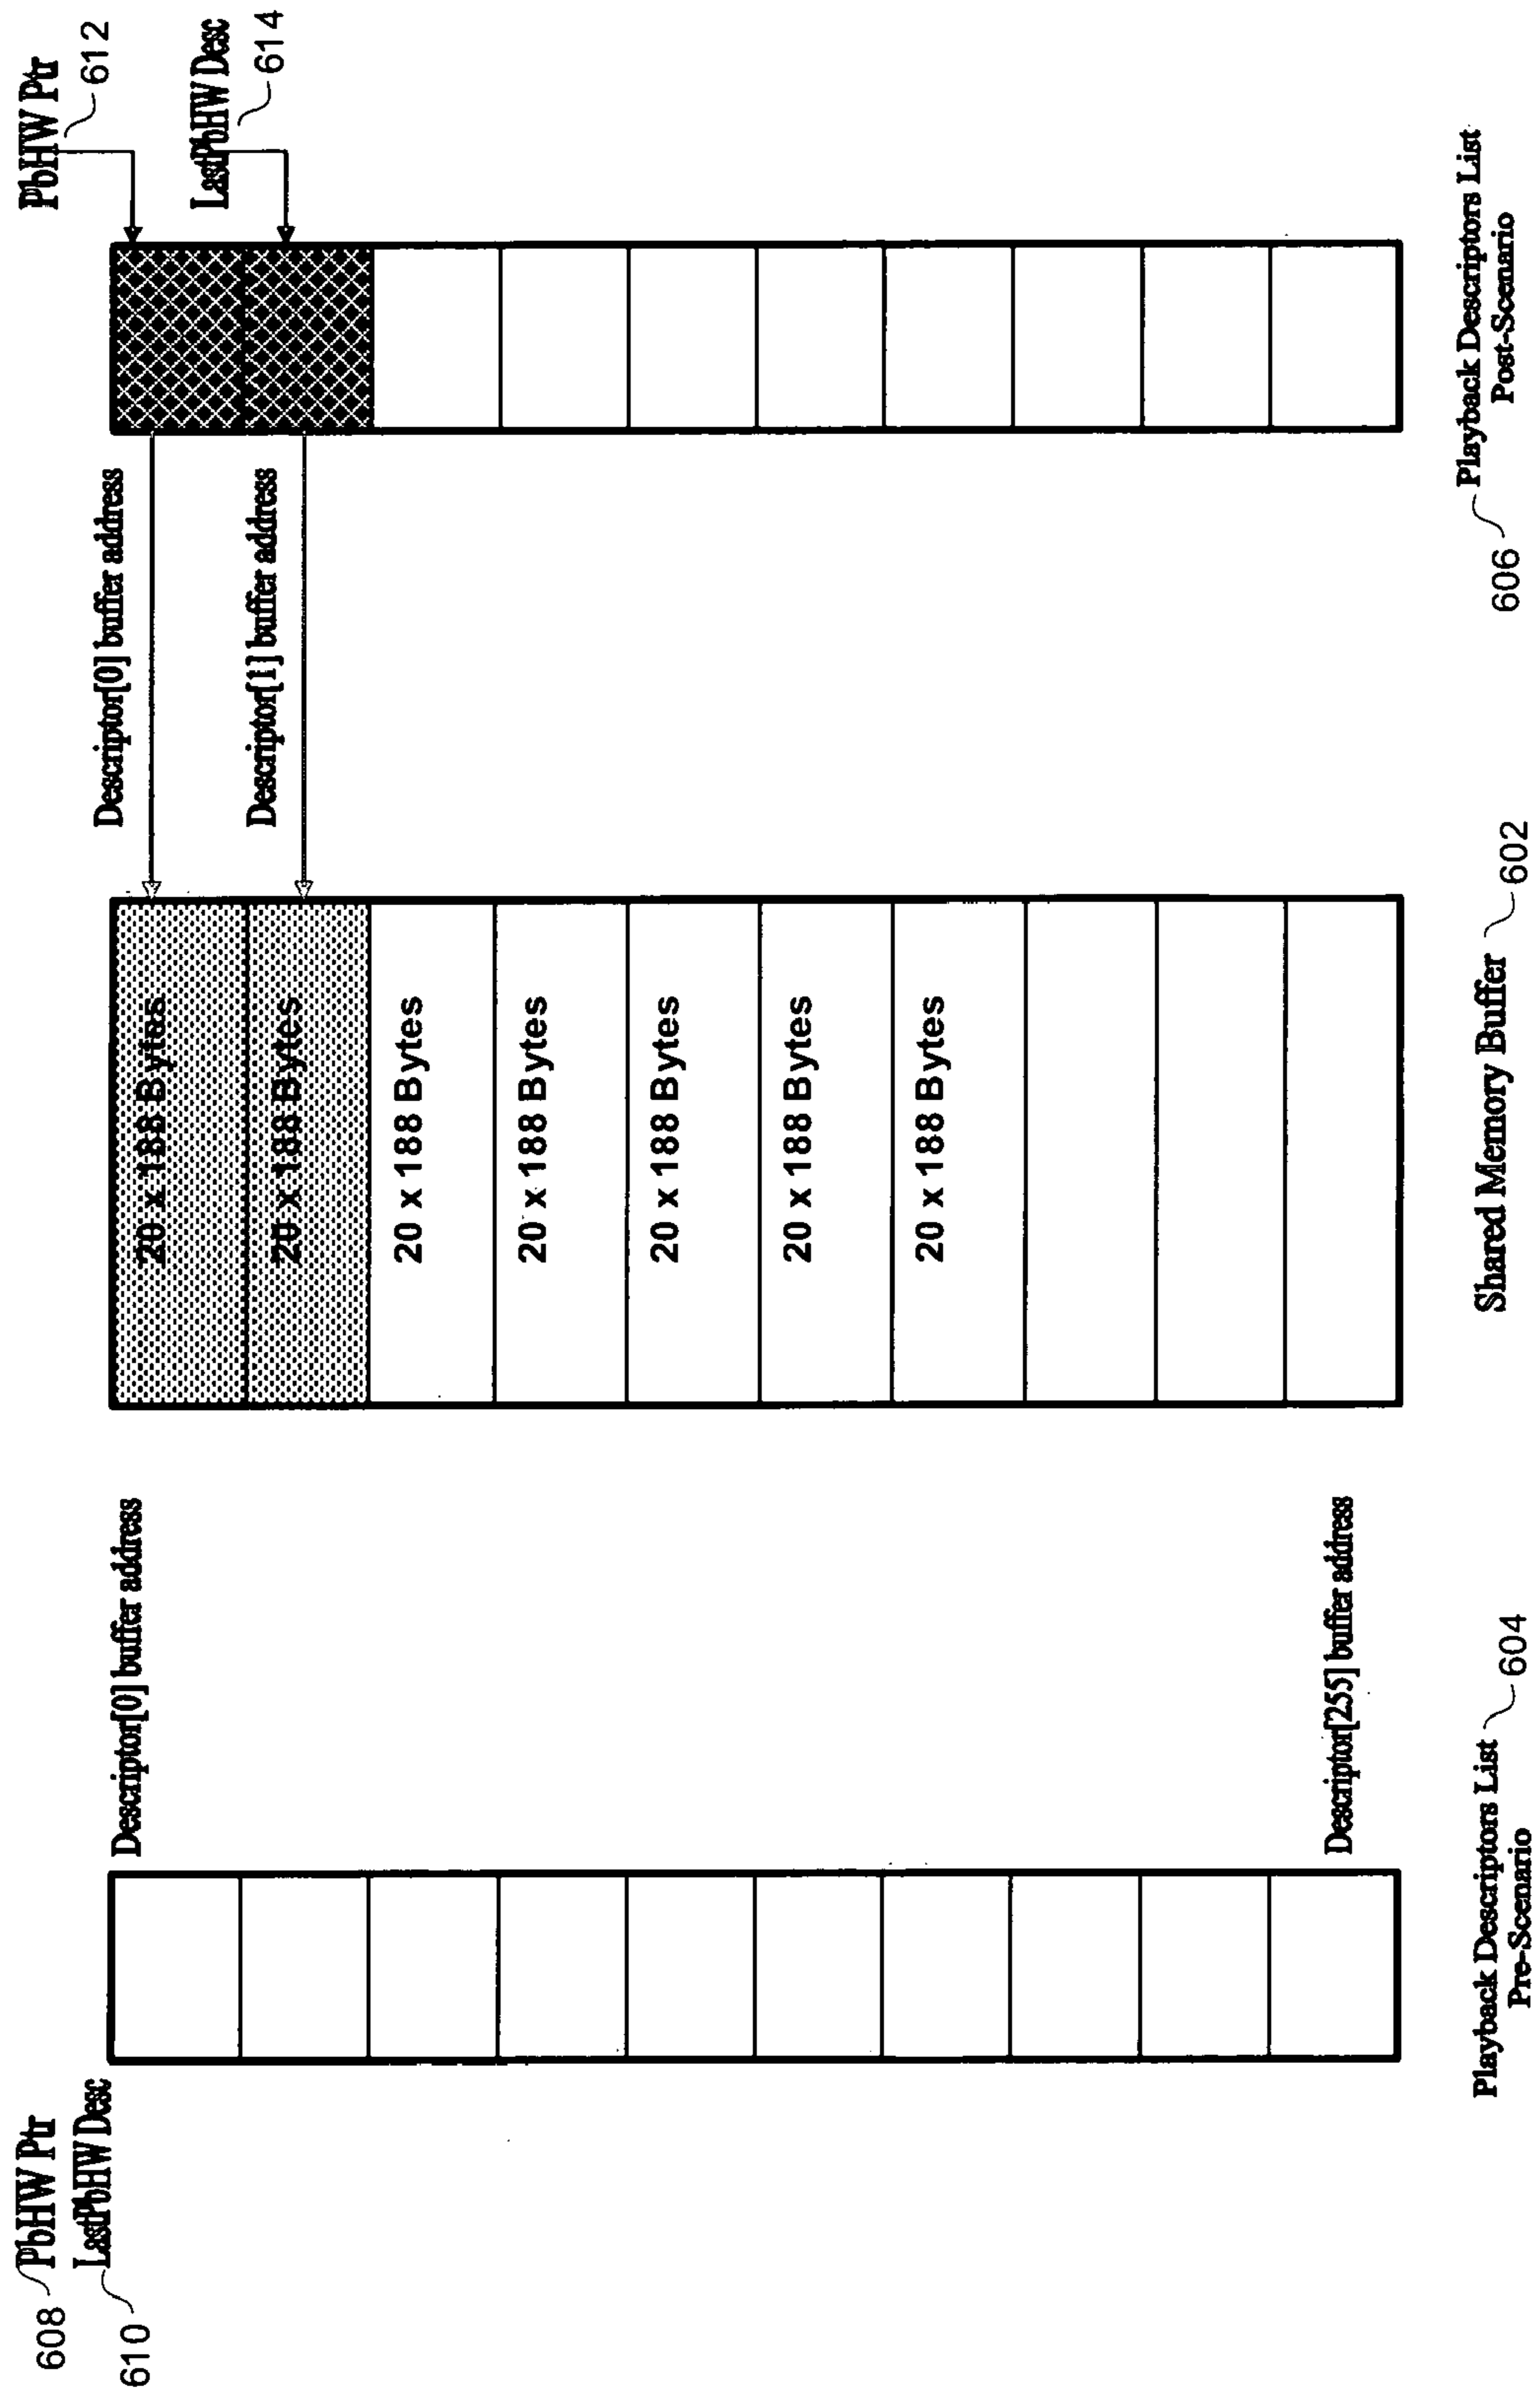 608
PbHW Ptr
610
LastPbHW Desc
Descriptor[0] buffer address
Descriptor[255] buffer address
Playback Descriptors List
Pre-Scenario
604
20 x 188 Bytes
20 x 188 Bytes
20 x 188 Bytes
20 x 188 Bytes
20 x 188 Bytes
20 x 188 Bytes
20 x 188 Bytes
Shared Memory Buffer
602
Descriptor[0] buffer address
Descriptor[1] buffer address
PbHW Ptr
612
LastPbHW Desc
614
606
Playback Descriptors List
Post-Scenario